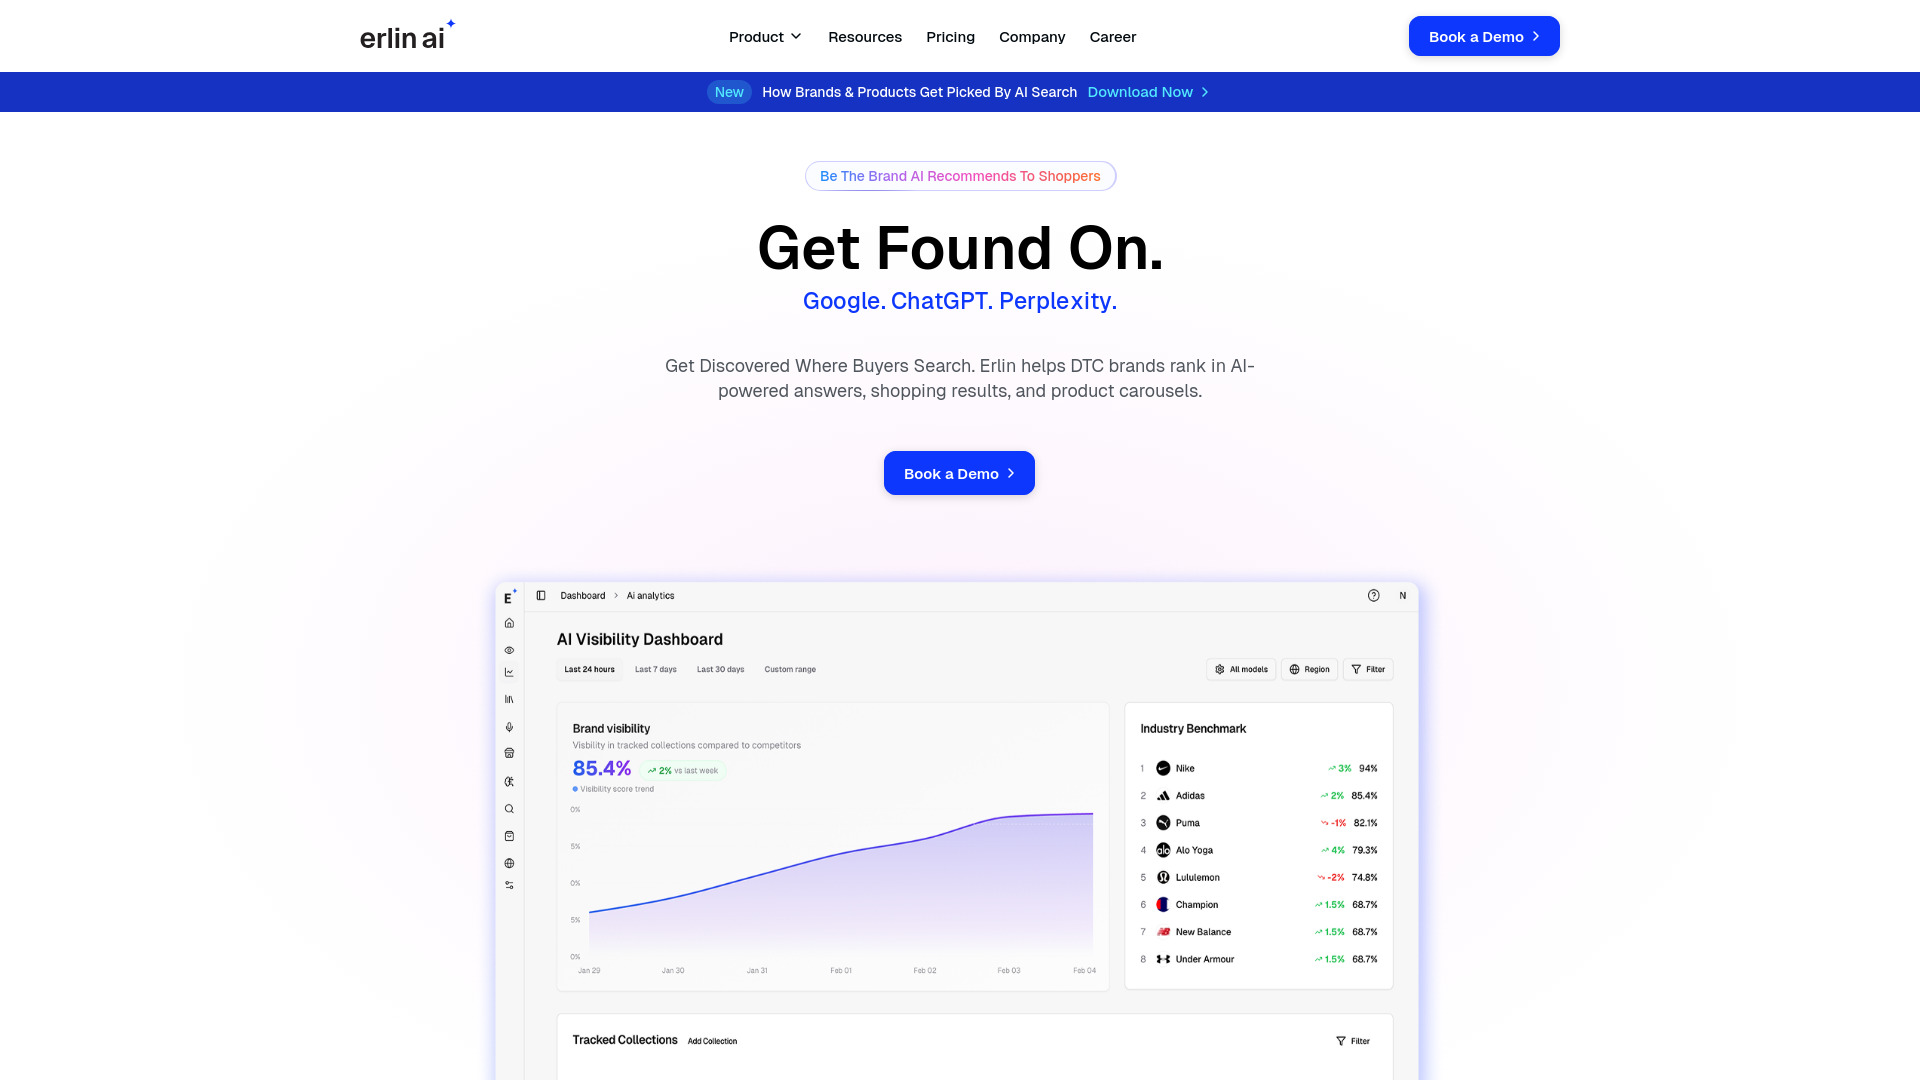 erlin ai
Product
Resources
Pricing
Company
Career
Book a Demo
New How Brands & Products Get Picked By AI Search Download Now
Be The Brand AI Recommends To Shoppers
Get Found On.
Google. ChatGPT. Perplexity.
Get Discovered Where Buyers Search. Erlin helps DTC brands rank in AI-
powered answers, shopping results, and product carousels.
Book a Demo
E
Dashboard > Ai analytics
N
AI Visibility Dashboard
Last 24 hours
Last 7 days
Last 30 days
Custom range
All models
Region
Filter
Brand visibility
Visbility in tracked collections compared to competitors
85.4% 2% vs last week
Visibility score trend
0%
5%
0%
5%
0%
Jan 29 Jan 30 Jan 31 Feb 01 Feb 02 Feb 03 Feb 04
Industry Benchmark
1 Nike 3% 94%
2 Adidas 2% 85.4%
3 Puma -1% 82.1%
4 alo Alo Yoga 4% 79.3%
5 Lululemon -2% 74.8%
6 Champion 1.5% 68.7%
7 New Balance 1.5% 68.7%
8 Under Armour 1.5% 68.7%
Tracked Collections Add Collection
Filter